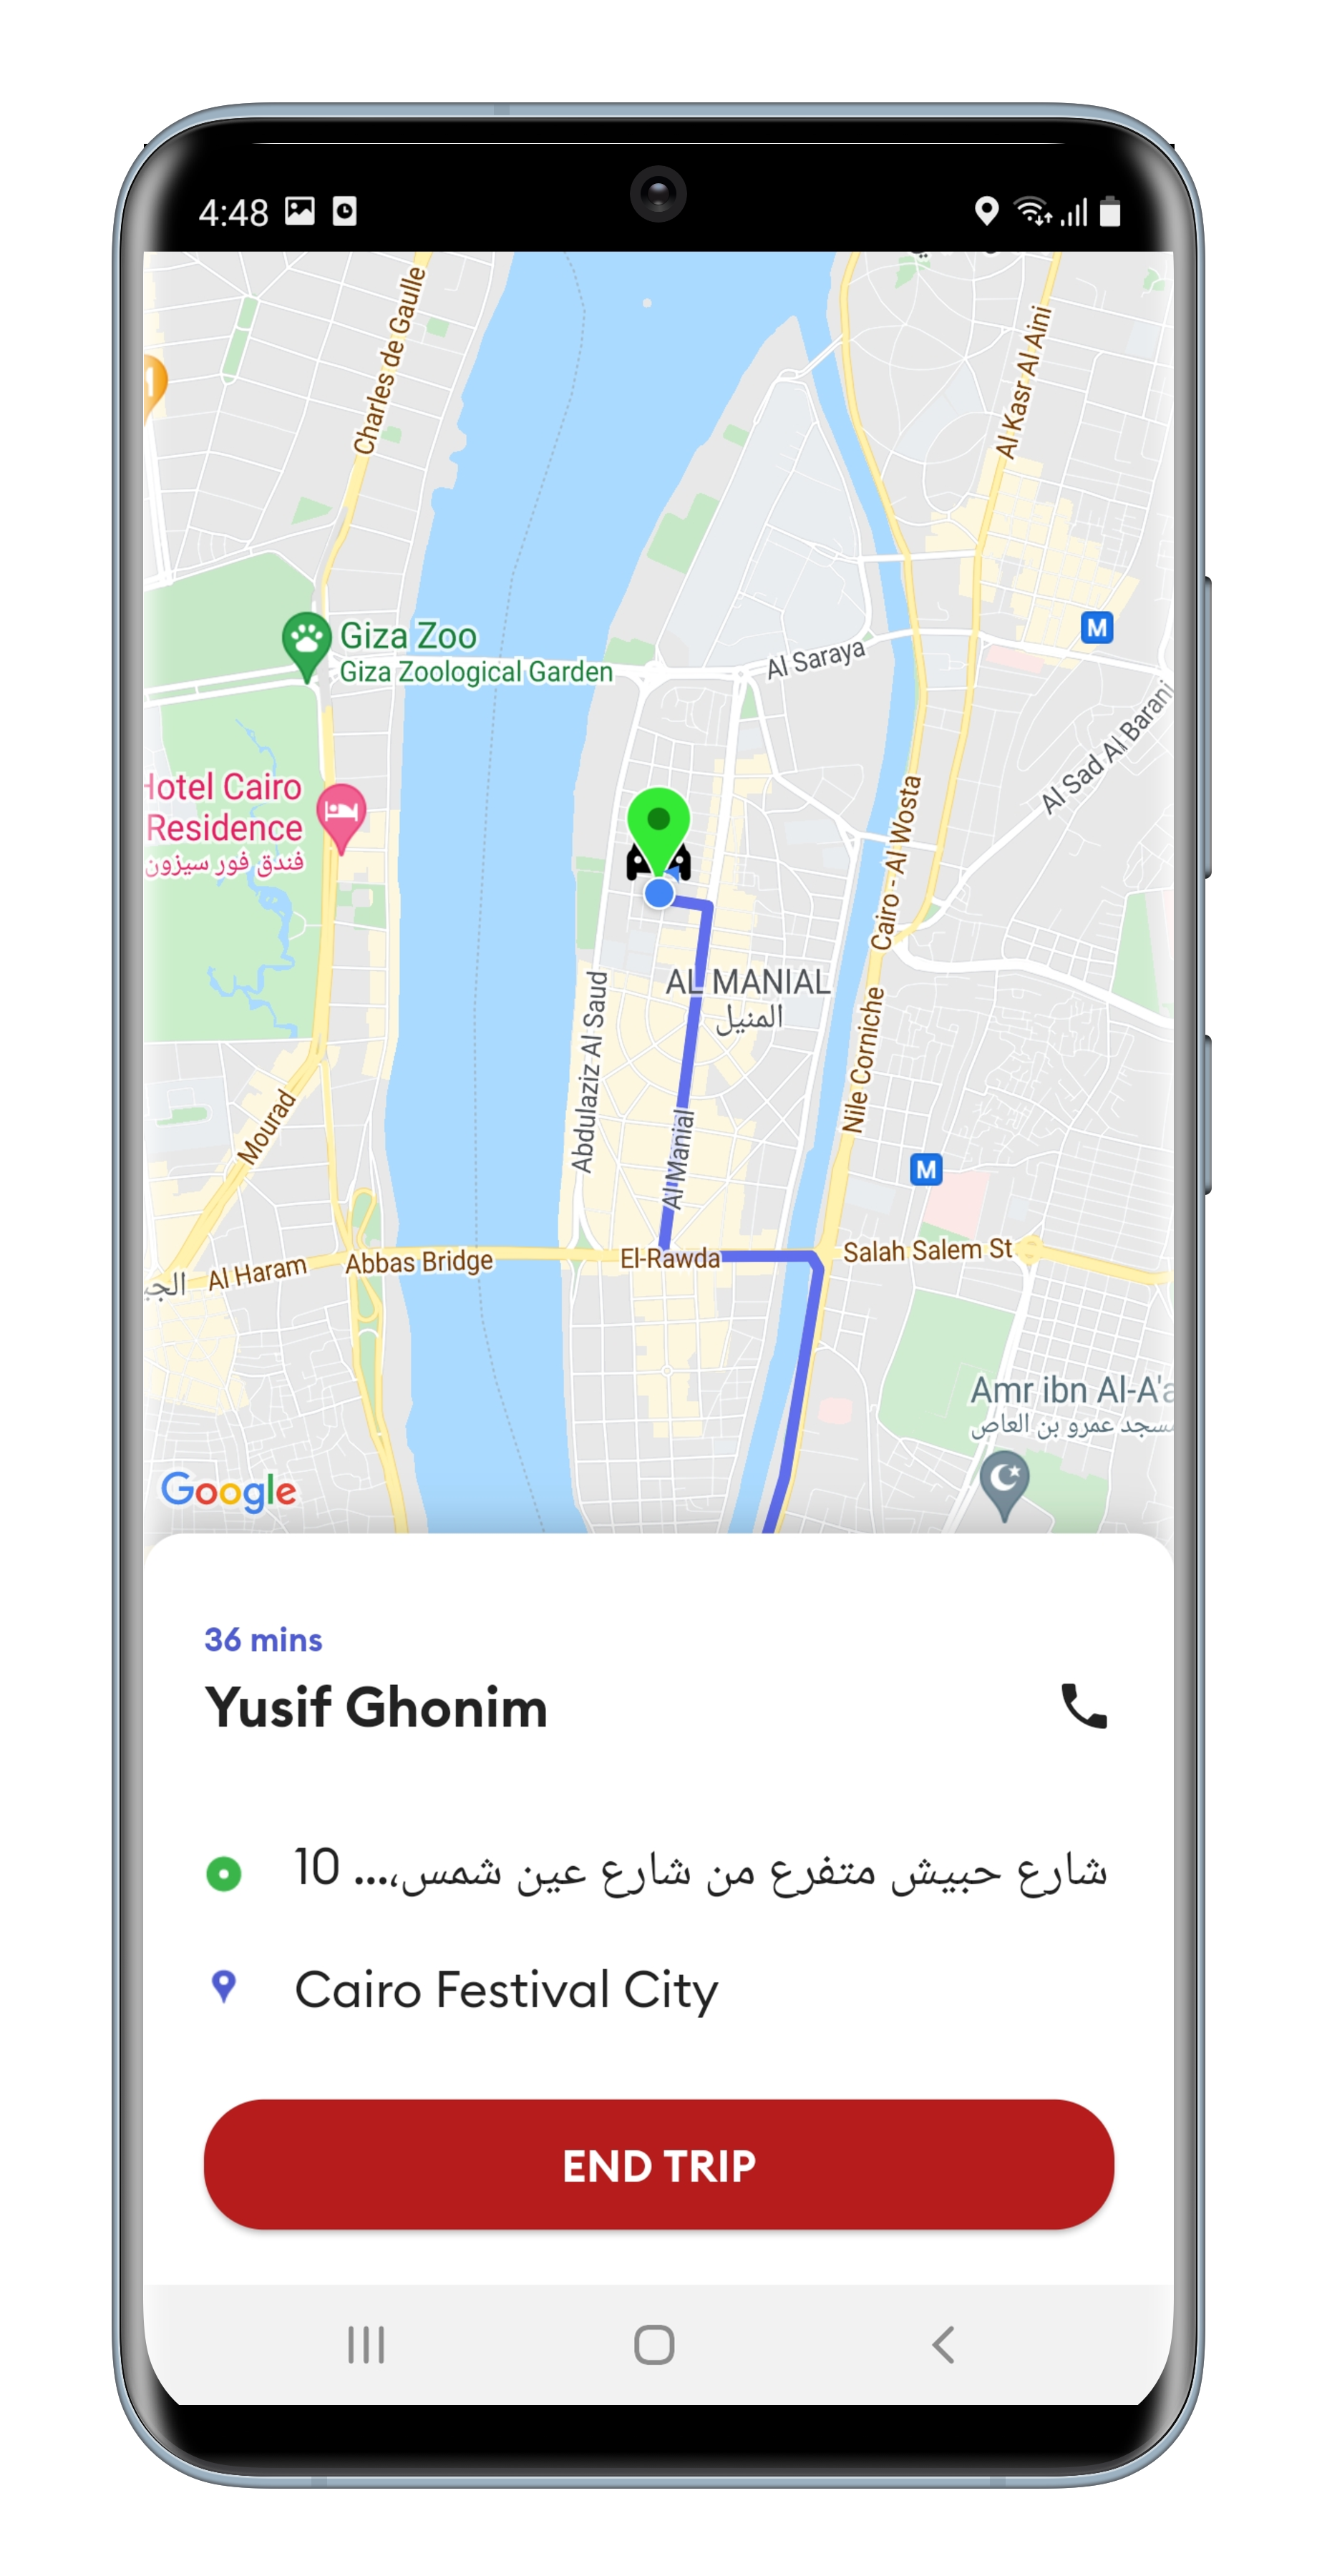 4:48
Charles de Gaulle
Al Kasr Al Aini
M
Giza Zoo
Giza Zoological Garden
Al Saraya
Al Sad Al Barani
Hotel Cairo
Residence
فندق فور سيزون
Cairo - Al Wosta
AL MANIAL
المنيل
Abdulaziz Al Saud
Nile Corniche
Mourad
Al Manial
M
Salah Salem St
El-Rawda
Abbas Bridge
Al Haram
الجي
Amr ibn Al-A'a
مسجد عمرو بن العاص
Google
36 mins
Yusif Ghonim
10 شارع حبيش متفرع من شارع عين شمس،...
Cairo Festival City
END TRIP